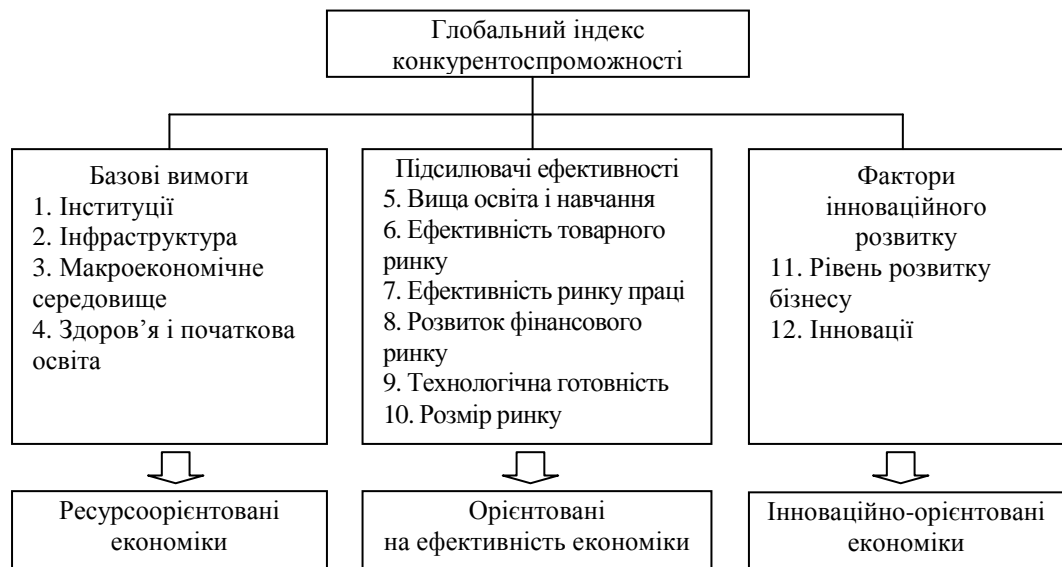 Глобальний індекс
конкурентоспроможності
Базові вимоги
1. Інституції
2. Інфраструктура
3. Макроекономічне
середовище
4. Здоров’я і початкова
освіта
Підсилювачі ефективності
5. Вища освіта і навчання
6. Ефективність товарного
ринку
7. Ефективність ринку праці
8. Розвиток фінансового
ринку
9. Технологічна готовність
10. Розмір ринку
Фактори
інноваційного
розвитку
11. Рівень розвитку
бізнесу
12. Інновації
Ресурсоорієнтовані
економіки
Орієнтовані
на ефективність економіки
Інноваційно-орієнтовані
економіки